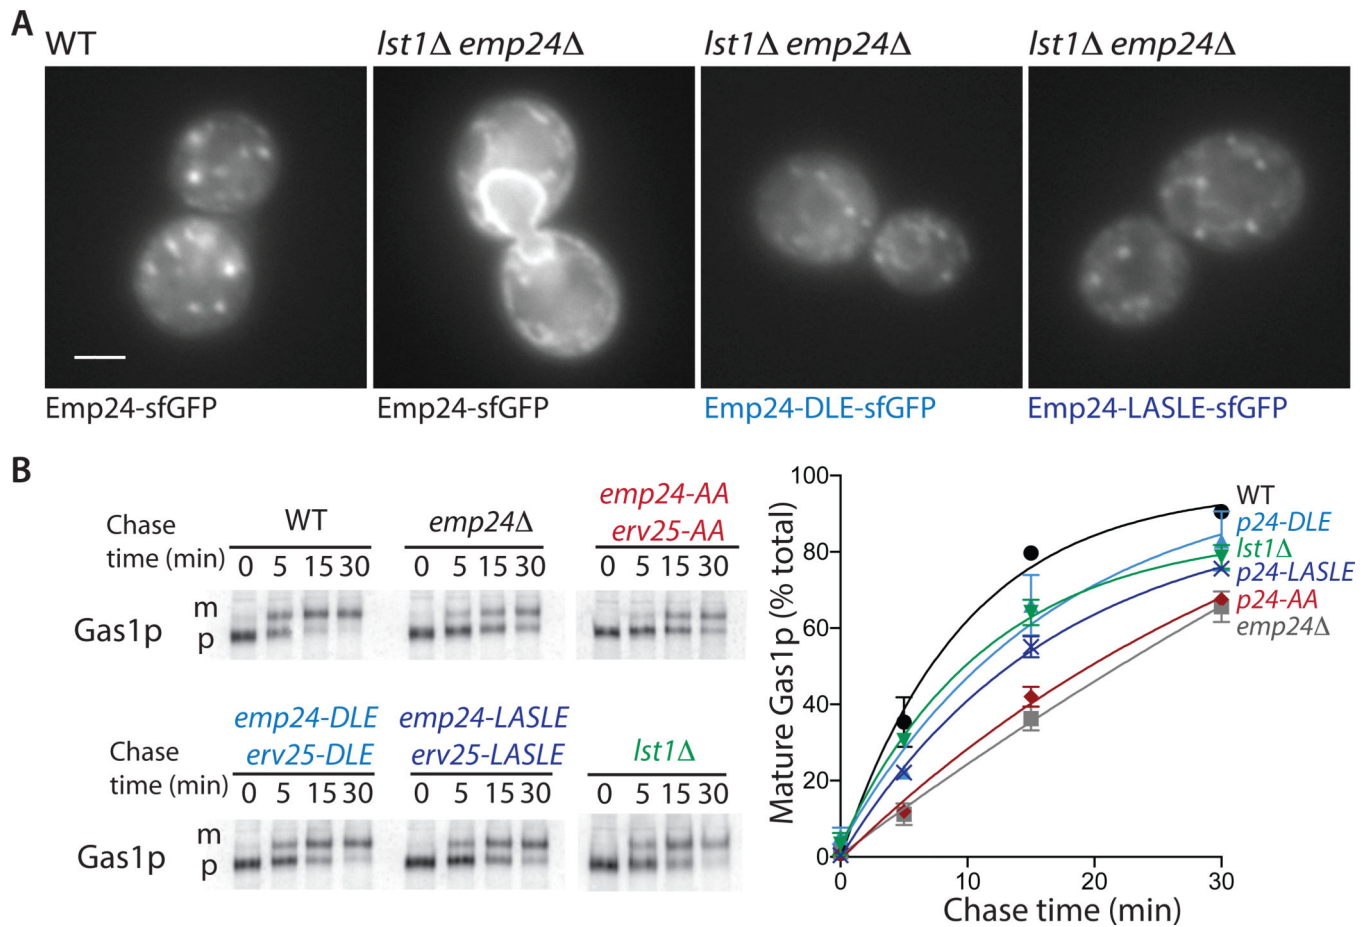 A
WT
lst1Δ emp24Δ
lst1Δ emp24Δ
lst1Δ emp24Δ
Emp24-sfGFP
Emp24-sfGFP
Emp24-DLE-sfGFP
Emp24-LASLE-sfGFP
B
Chase
time (min)
WT
0 5 15 30
emp24Δ
0 5 15 30
emp24-AA
erv25-AA
0 5 15 30
Gas1p
m
p
Chase
time (min)
emp24-DLE
erv25-DLE
0 5 15 30
emp24-LASLE
erv25-LASLE
0 5 15 30
lst1Δ
0 5 15 30
Gas1p
m
p
Mature Gas1p (% total)
100
80
60
40
20
0
0 10 20 30
Chase time (min)
WT
p24-DLE
lst1Δ
p24-LASLE
p24-AA
emp24Δ